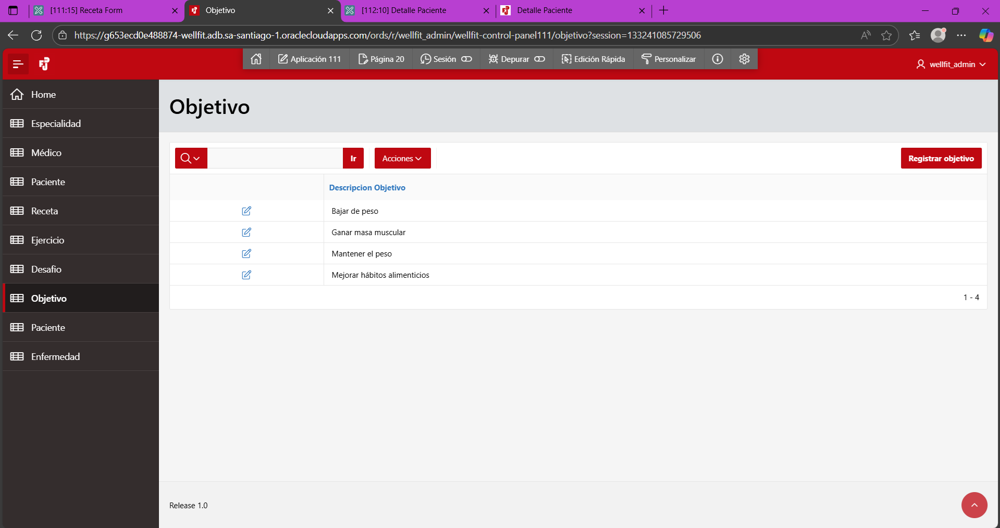 [111:15] Receta Form
Objetivo
[112:10] Detalle Paciente
Detalle Paciente
https://g653ecd0e488874-wellfit.adb.sa-santiago-1.oraclecloudapps.com/ords/r/wellfit_admin/wellfit-control-panel111/objetivo?session=133241085729506
Aplicación 111
Página 20
Sesión
Depurar
Edición Rápida
Personalizar
wellfit_admin
Home
Especialidad
Médico
Paciente
Receta
Ejercicio
Desafio
Objetivo
Paciente
Enfermedad
Objetivo
Ir
Acciones
Registrar objetivo
Descripcion Objetivo
Bajar de peso
Ganar masa muscular
Mantener el peso
Mejorar hábitos alimenticios
1 - 4
Release 1.0